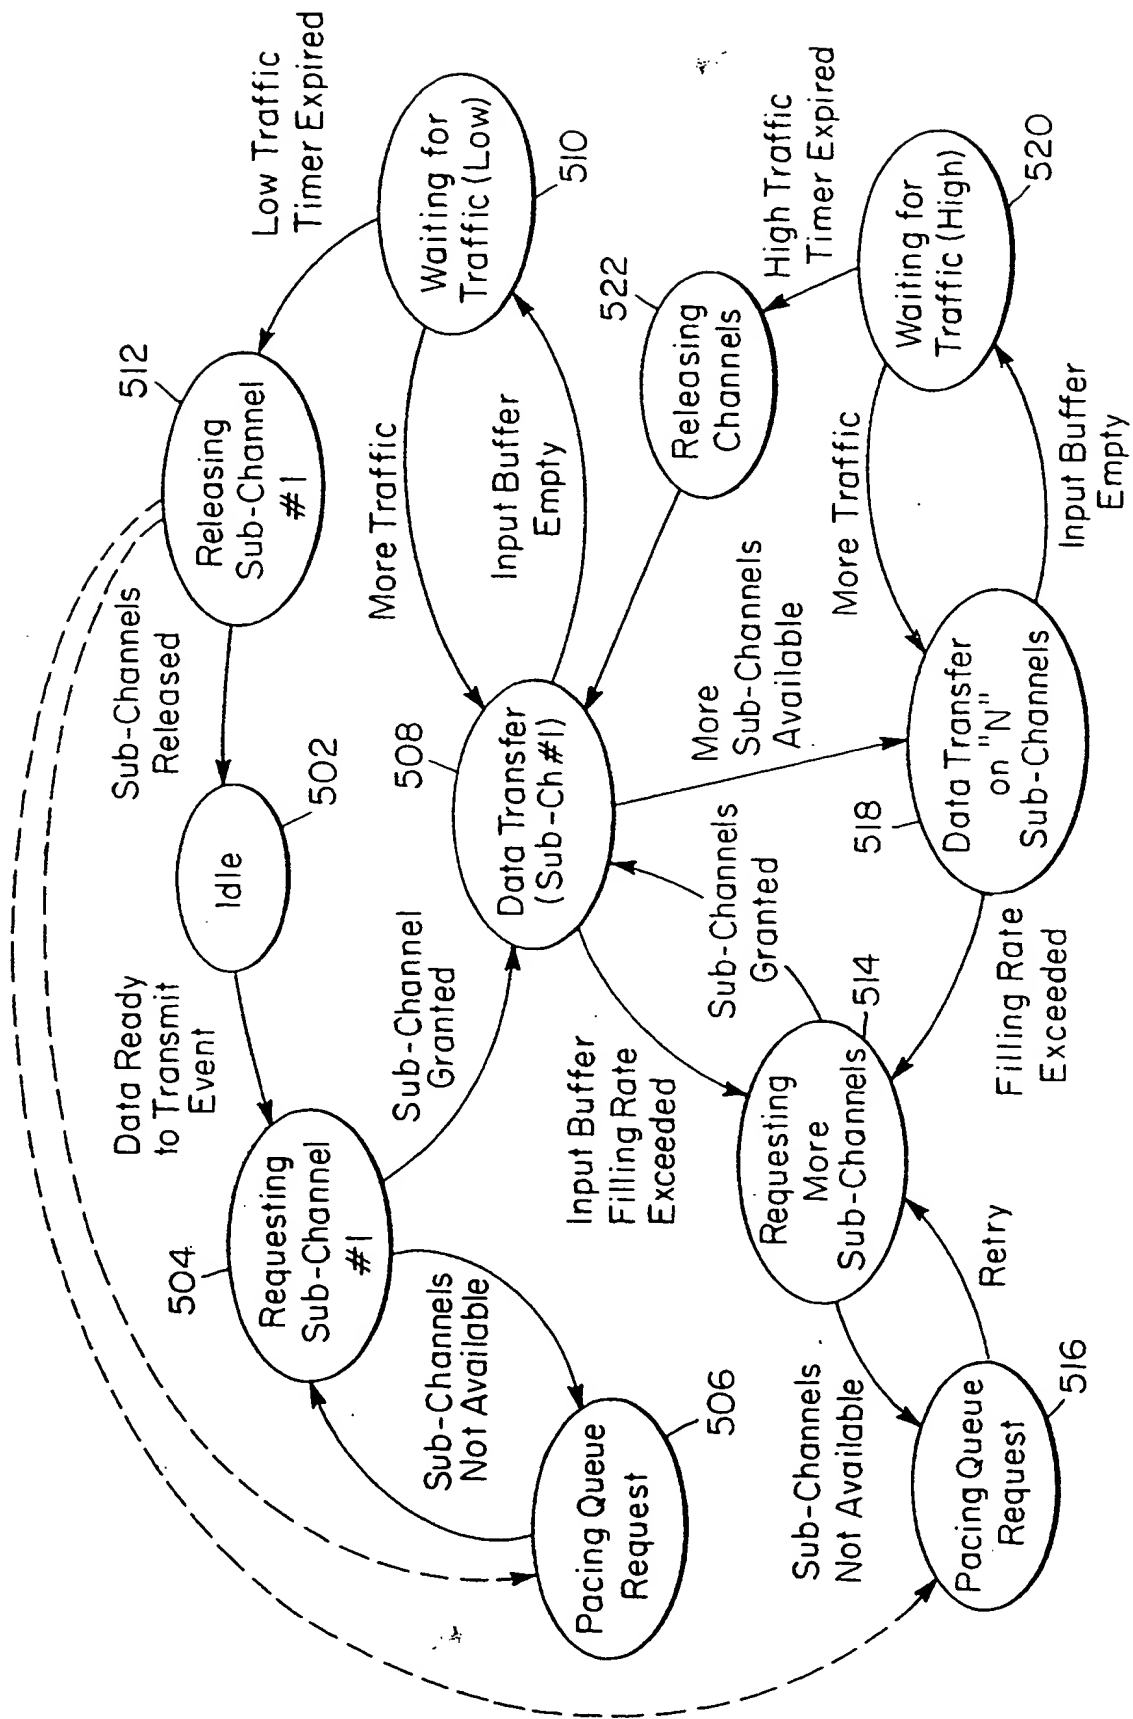 Low Traffic
Timer Expired
512
Releasing
Sub-Channel
#1
Sub-Channels
Released
Idle
502
Data Ready
to Transmit
Event
504
Requesting
Sub-Channel
#1
Sub-Channels
Not Available
Pacing Queue
Request
506
Sub-Channel
Granted
508
Data Transfer
(Sub-Ch#1)
More Traffic
Input Buffer
Empty
Waiting for
Traffic (Low)
510
High Traffic
Timer Expired
522
Releasing
Channels
More
Sub-Channels
Available
Sub-Channels
Granted
Input Buffer
Filling Rate
Exceeded
Requesting
More
Sub-Channels
514
Sub-Channels
Not Available
Retry
Pacing Queue
Request
516
Filling Rate
Exceeded
518
Data Transfer
on "N"
Sub-Channels
More Traffic
Input Buffer
Empty
Waiting for
Traffic (High)
520